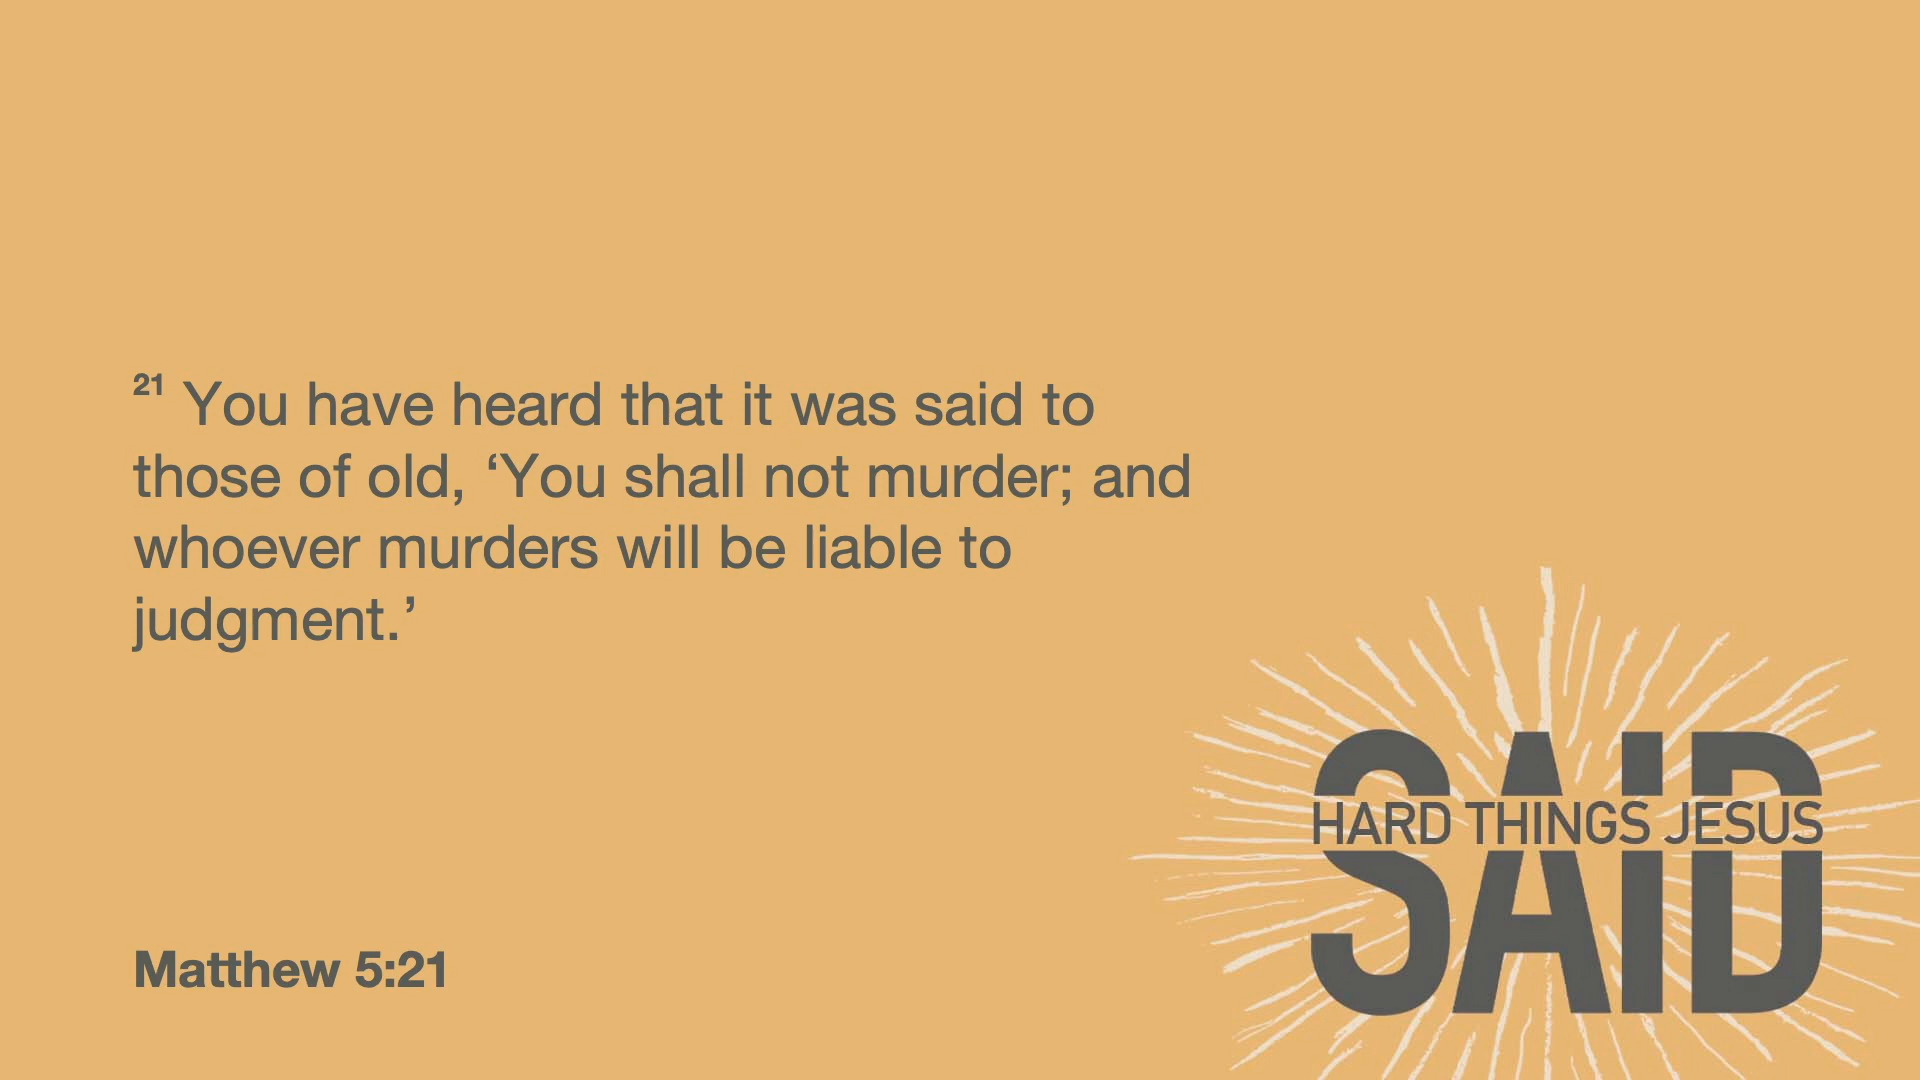 21 You have heard that it was said to
those of old, ‘You shall not murder; and
whoever murders will be liable to
judgment.’
HARD THINGS JESUS
SAID
Matthew 5:21